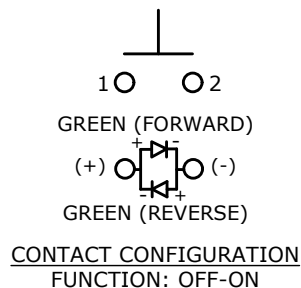 1 2
GREEN (FORWARD)
+ -
(+) (-)
- +
GREEN (REVERSE)
CONTACT CONFIGURATION
FUNCTION: OFF-ON